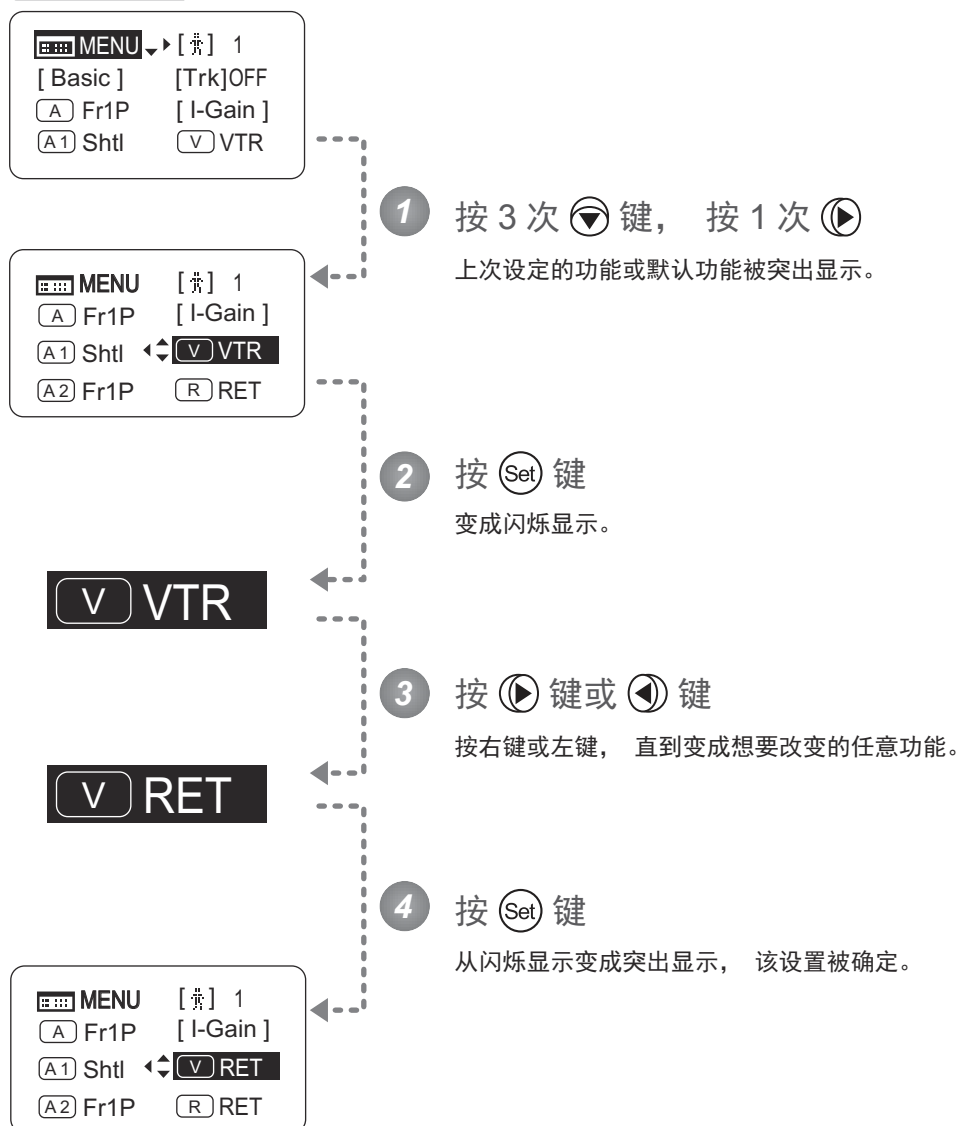 MENU [ ] 1
[ Basic ] [Trk]OFF
A Fr1P [ I-Gain ]
A1 Shtl V VTR
1 按 3 次 键， 按 1 次
上次设定的功能或默认功能被突出显示。
MENU [ ] 1
A Fr1P [ I-Gain ]
A1 Shtl V VTR
A2 Fr1P R RET
2 按 Set 键
变成闪烁显示。
V VTR
3 按 键或 键
按右键或左键， 直到变成想要改变的任意功能。
V RET
4 按 Set 键
从闪烁显示变成突出显示， 该设置被确定。
MENU [ ] 1
A Fr1P [ I-Gain ]
A1 Shtl V RET
A2 Fr1P R RET